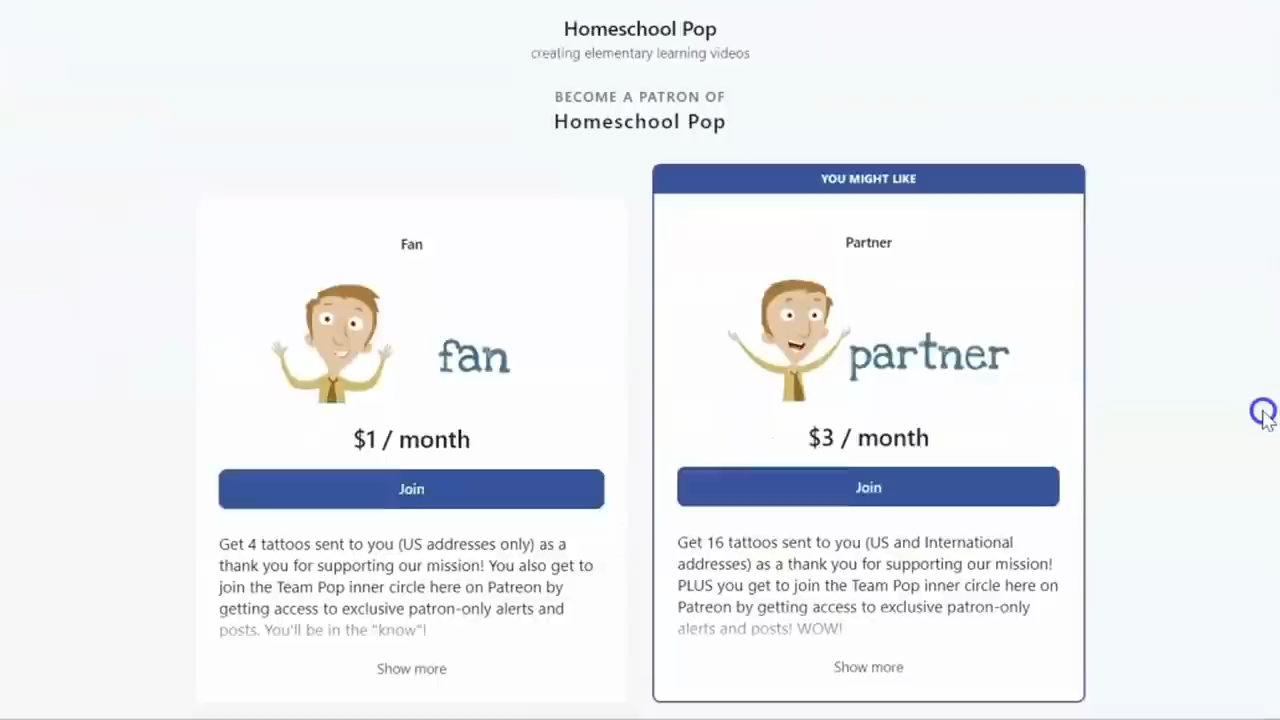 Homeschool Pop
creating elementary learning videos
BECOME A PATRON OF
Homeschool Pop
Fan
fan
$1 / month
Join
Get 4 tattoos sent to you (US addresses only) as a
thank you for supporting our mission! You also get to
join the Team Pop inner circle here on Patreon by
getting access to exclusive patron-only alerts and
posts. You'll be in the "know"!
Show more
YOU MIGHT LIKE
Partner
partner
$3 / month
Join
Get 16 tattoos sent to you (US and International
addresses) as a thank you for supporting our mission!
PLUS you get to join the Team Pop inner circle here on
Patreon by getting access to exclusive patron-only
alerts and posts! WOW!
Show more